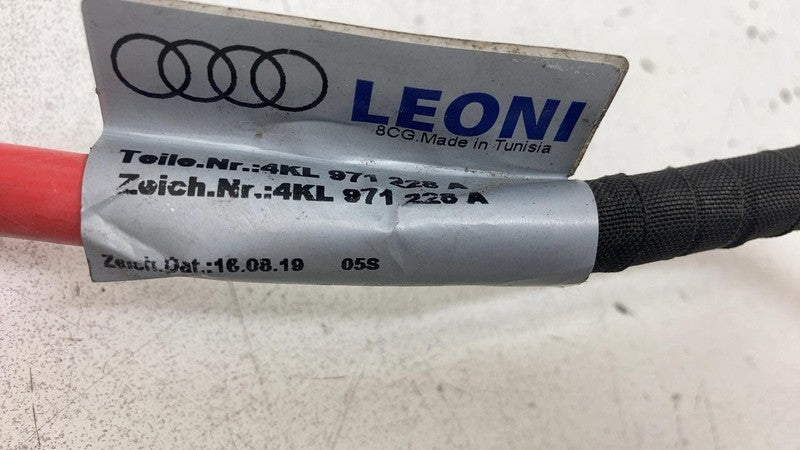 LEONI
8CG.Made in Tunisia
Teile.Nr.:4KL 971 228 A
Zeich.Nr.:4KL 971 228 A
Zeich.Dat.:16.08.19 05S